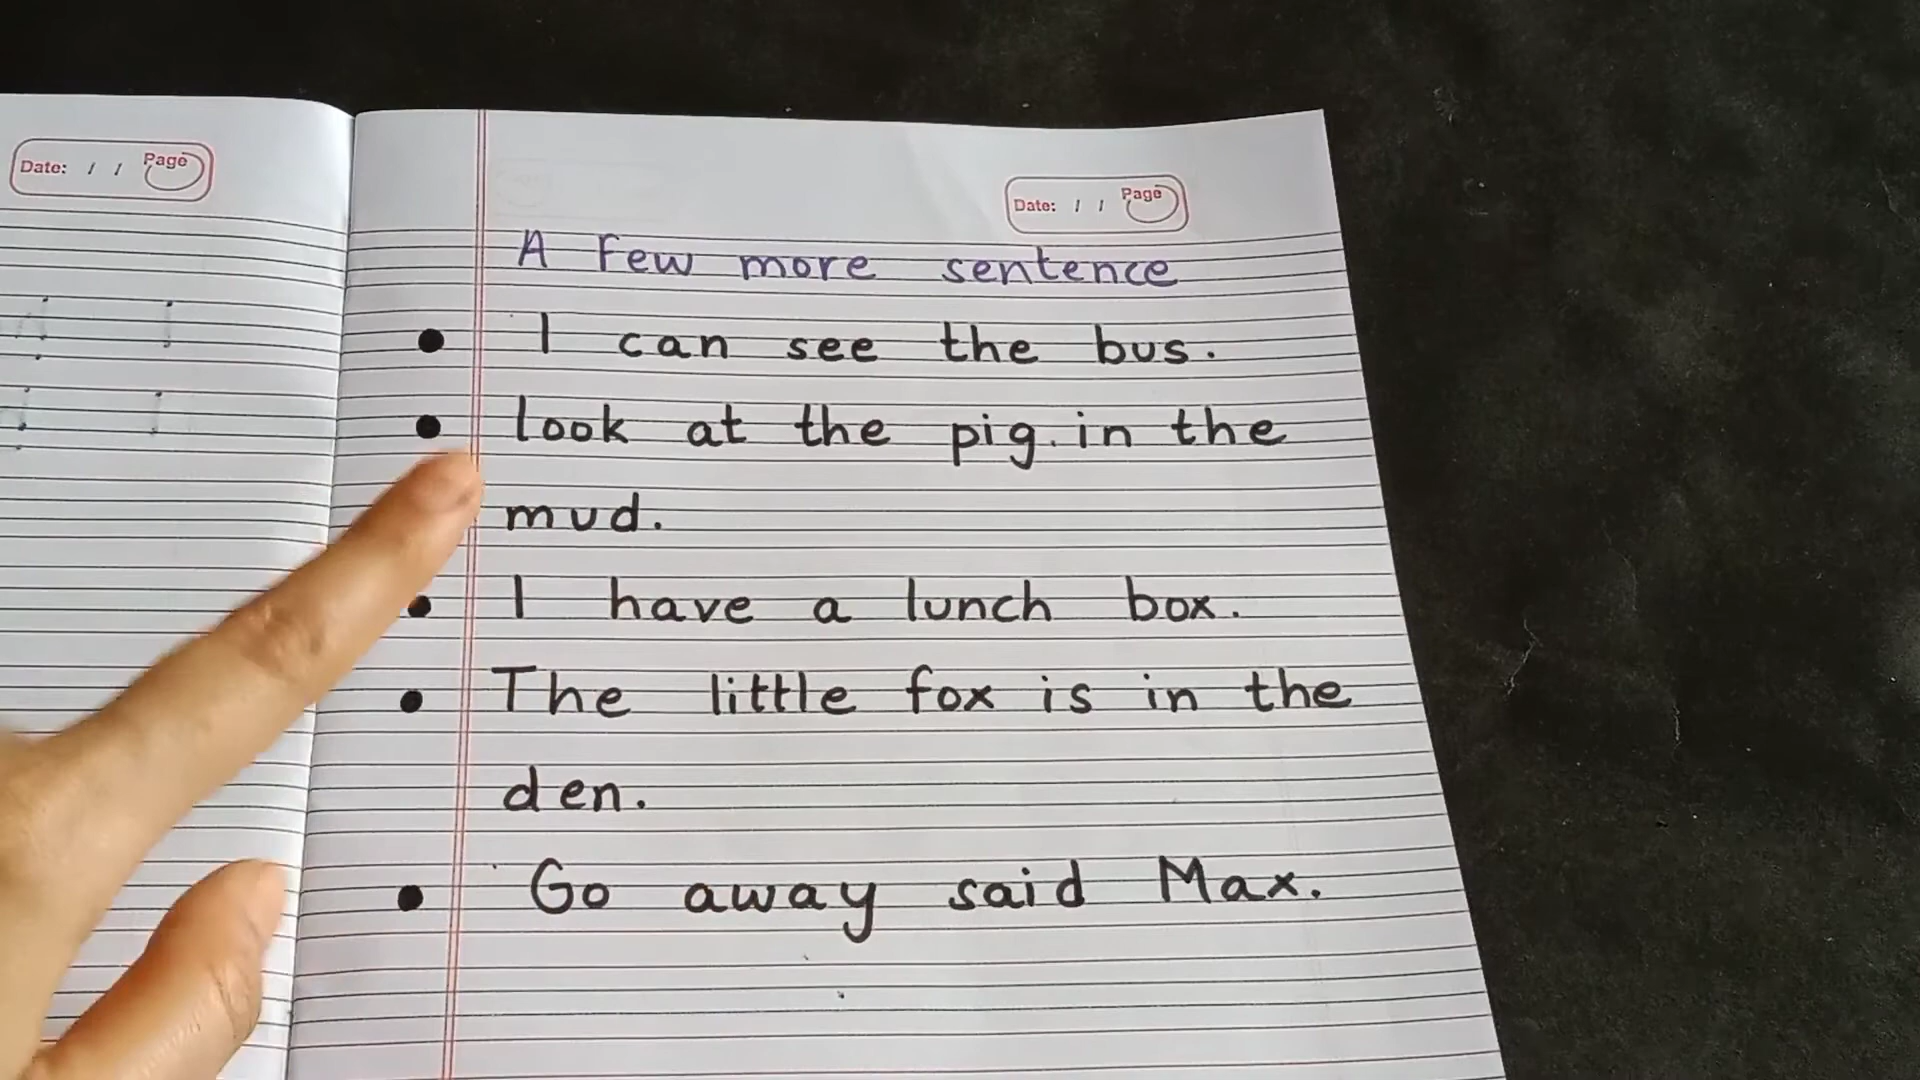 Date: / / Page
Date: / / Page
A few more sentence
• I can see the bus.
• look at the pig. in the
mud.
• I have a lunch box.
• The little fox is in the
den.
• Go away said Max.